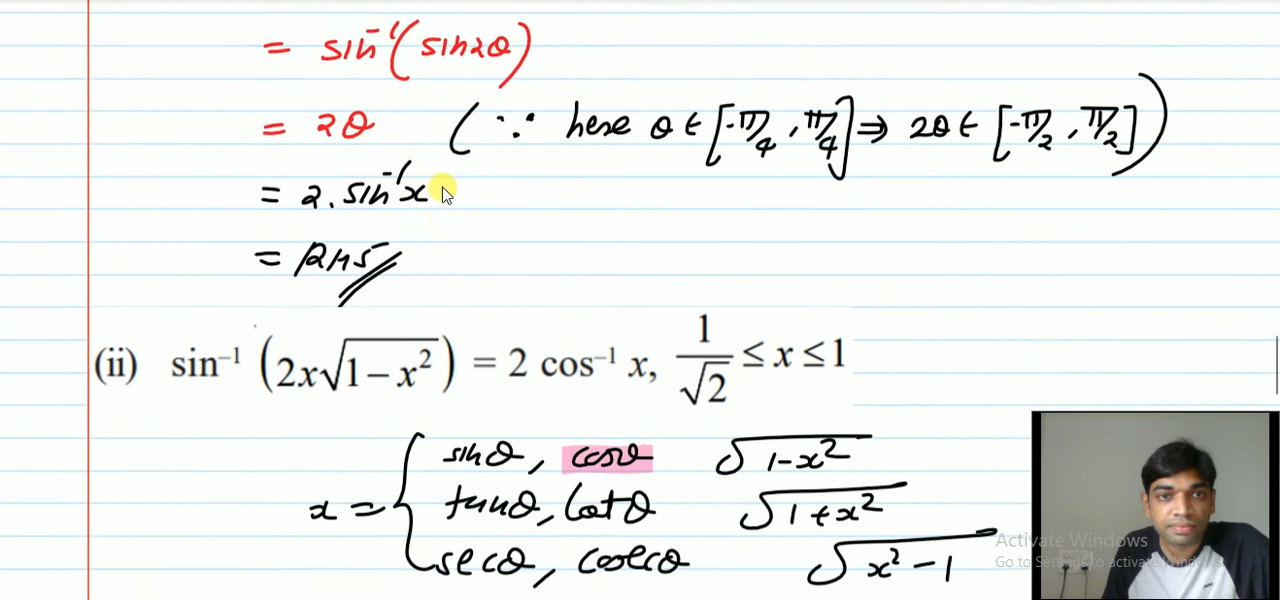 = sin⁻¹(sin2θ)
= 2θ (∵ here θ ∈ [-π/4, π/4] ⇒ 2θ ∈ [-π/2, π/2])
= 2.sin⁻¹x
= RHS
(ii) sin⁻¹ (2x√(1−x²)) = 2 cos⁻¹ x, 1/√2 ≤ x ≤ 1
x = { sinθ, cosθ √(1-x²)
tanθ, cotθ √(1+x²)
secθ, cosecθ √(x²-1)
Activate Windows
Go to Settings to activate Windows.